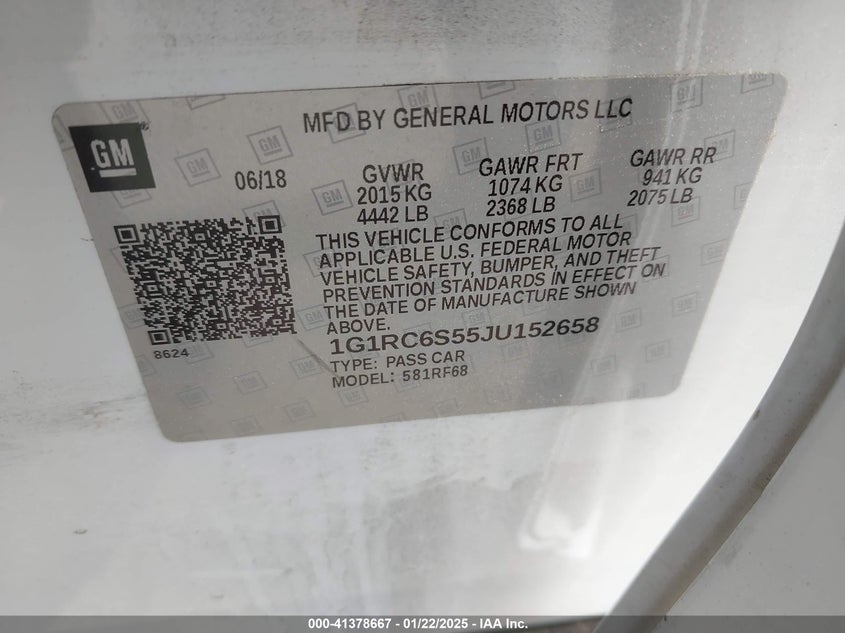 MFD BY GENERAL MOTORS LLC
GM
06/18
GVWR
2015 KG
4442 LB
GAWR FRT
1074 KG
2368 LB
GAWR RR
941 KG
2075 LB
THIS VEHICLE CONFORMS TO ALL
APPLICABLE U.S. FEDERAL MOTOR
VEHICLE SAFETY, BUMPER, AND THEFT
PREVENTION STANDARDS IN EFFECT ON
THE DATE OF MANUFACTURE SHOWN
ABOVE.
8624
1G1RC6S55JU152658
TYPE: PASS CAR
MODEL: 581RF68
000-41378667 - 01/22/2025 - IAA Inc.